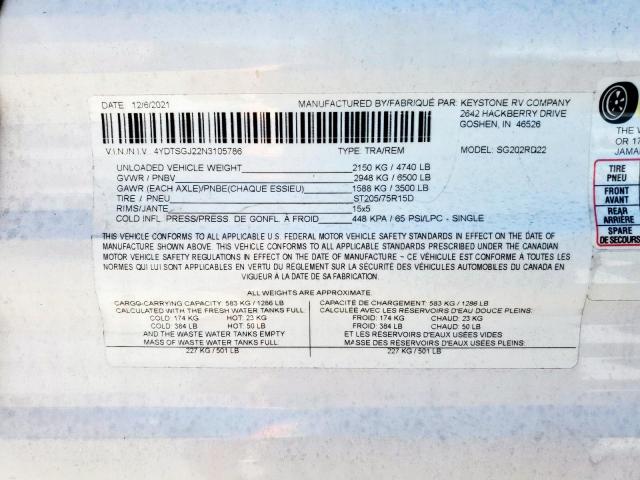 DATE 12/6/2021
MANUFACTURED BY/FABRIQUÉ PAR: KEYSTONE RV COMPANY
2642 HACKBERRY DRIVE
GOSHEN, IN 46526
V.I.N./N.I.V.: 4YDTSGJ22N3105786 TYPE: TRA/REM MODEL: SG202RD22
UNLOADED VEHICLE WEIGHT 2150 KG / 4740 LB
GVWR / PNBV 2948 KG / 6500 LB
GAWR (EACH AXLE)/PNBE(CHAQUE ESSIEU) 1588 KG / 3500 LB
TIRE / PNEU ST205/75R15D
RIMS/JANTE 15x5
COLD INFL. PRESS/PRESS. DE GONFL. À FROID 448 KPA / 65 PSI/LPC - SINGLE
THIS VEHICLE CONFORMS TO ALL APPLICABLE U.S. FEDERAL MOTOR VEHICLE SAFETY STANDARDS IN EFFECT ON THE DATE OF
MANUFACTURE SHOWN ABOVE. THIS VEHICLE CONFORMS TO ALL APPLICABLE STANDARDS PRESCRIBED UNDER THE CANADIAN
MOTOR VEHICLE SAFETY REGULATIONS IN EFFECT ON THE DATE OF MANUFACTURE - CE VÉHICULE EST CONFORME A TOUTES LES
NORMES QUI LUI SONT APPLICABLES EN VERTU DU RÈGLEMENT SUR LA SÉCURITÉ DES VÉHICULES AUTOMOBILES DU CANADA EN
VIGUEUR A LA DATE DE SA FABRICATION.
ALL WEIGHTS ARE APPROXIMATE.
CARGO-CARRYING CAPACITY: 583 KG / 1286 LB
CALCULATED WITH THE FRESH WATER TANKS FULL:
COLD: 174 KG HOT: 23 KG
COLD: 384 LB HOT: 50 LB
AND THE WASTE WATER TANKS EMPTY
MASS OF WASTE WATER TANKS FULL:
227 KG / 501 LB
CAPACITÉ DE CHARGEMENT: 583 KG / 1286 LB
CALCULÉE AVEC LES RÉSERVOIRS D'EAU DOUCE PLEINS:
FROID: 174 KG CHAUD: 23 KG
FROID: 384 LB CHAUD: 50 LB
ET LES RÉSERVOIRS D'EAUX USÉES VIDES
MASSE DES RÉSERVOIRS D'EAUX USÉES PLEINS:
227 KG / 501 LB
THE W
OR 17
JAMAI
TIRE
PNEU
FRONT
AVANT
REAR
ARRIÈRE
SPARE
DE SECOURS